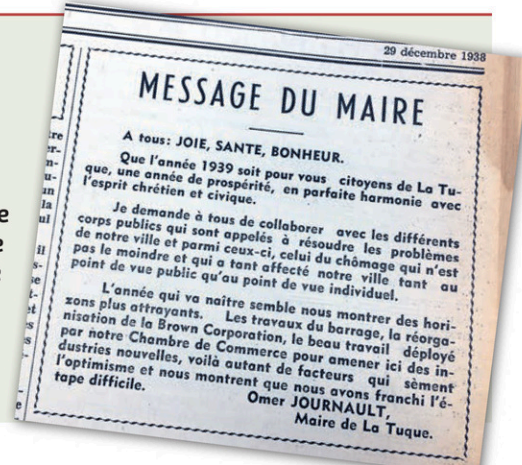 29 décembre 1938
MESSAGE DU MAIRE
A tous: JOIE, SANTE, BONHEUR.
Que l'année 1939 soit pour vous citoyens de La Tu-
que, une année de prospérité, en parfaite harmonie avec
l'esprit chrétien et civique.
Je demande à tous de collaborer avec les différents
corps publics qui sont appelés à résoudre les problèmes
de notre ville et parmi ceux-ci, celui du chômage qui n'est
pas le moindre et qui a tant affecté notre ville tant au
point de vue public qu'au point de vue individuel.
L'année qui va naître semble nous montrer des hori-
zons plus attrayants. Les travaux du barrage, la réorga-
nisation de la Brown Corporation, le beau travail déployé
par notre Chambre de Commerce pour amener ici des in-
dustries nouvelles, voilà autant de facteurs qui sèment
l'optimisme et nous montrent que nous avons franchi l'é-
tape difficile.
Omer JOURNAULT,
Maire de La Tuque.